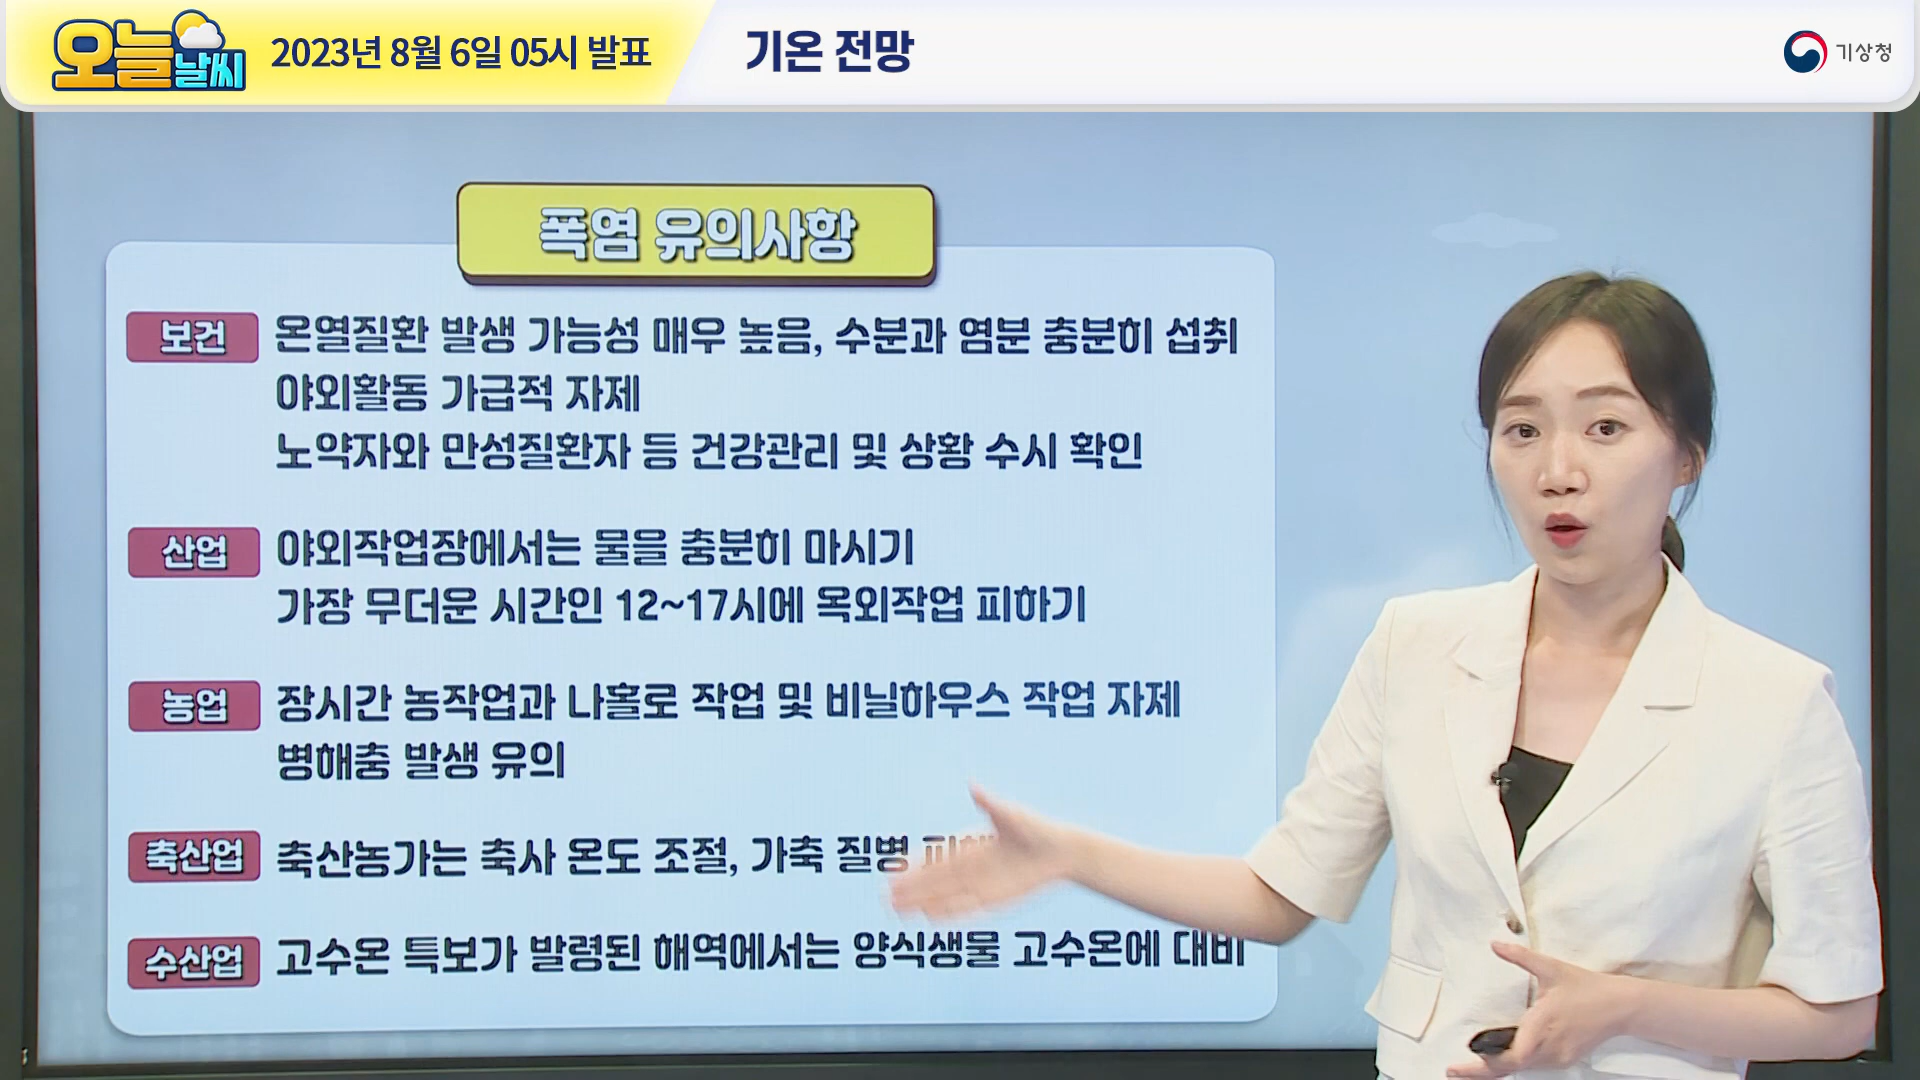 오늘날씨
2023년 8월 6일 05시 발표
기온 전망
기상청
폭염 유의사항
보건
온열질환 발생 가능성 매우 높음, 수분과 염분 충분히 섭취
야외활동 가급적 자제
노약자와 만성질환자 등 건강관리 및 상황 수시 확인
산업
야외작업장에서는 물을 충분히 마시기
가장 무더운 시간인 12~17시에 옥외작업 피하기
농업
장시간 농작업과 나홀로 작업 및 비닐하우스 작업 자제
병해충 발생 유의
축산업
축산농가는 축사 온도 조절, 가축 질병
수산업
고수온 특보가 발령된 해역에서는 양식생물 고수온에 대비